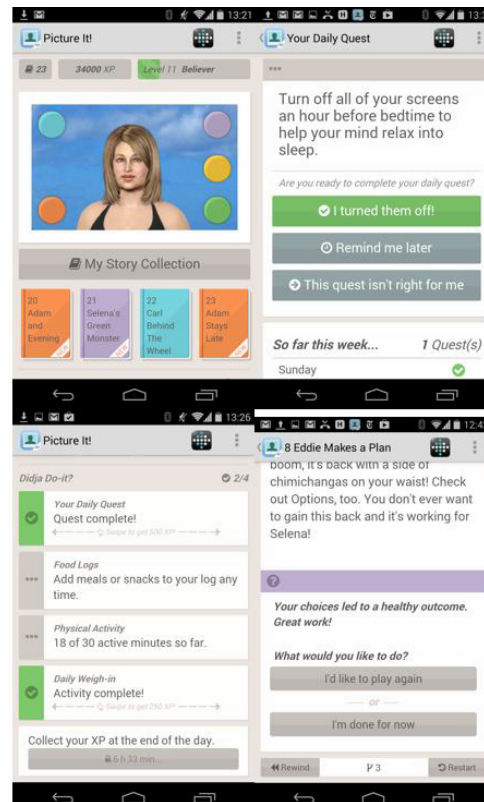 13:21
Picture It!
23
34000 XP
Level 11 Believer
My Story Collection
20
Adam
and
Evening
NEW
21
Selena's
Green
Monster
NEW
22
Carl
Behind
The
Wheel
23
Adam
Stays
Late
NEW
Your Daily Quest
Turn off all of your screens
an hour before bedtime to
help your mind relax into
sleep.
Are you ready to complete your daily quest?
I turned them off!
Remind me later
This quest isn't right for me
So far this week...
1 Quest(s)
Sunday
13:26
Picture It!
Didja Do-it?
2/4
Your Daily Quest
Quest complete!
Swipe to get 500 XP!
Food Logs
Add meals or snacks to your log any
time.
Physical Activity
18 of 30 active minutes so far.
Daily Weigh-in
Activity complete!
Swipe to get 250 XP!
Collect your XP at the end of the day.
6 h 33 min...
8 Eddie Makes a Plan
boom, it's back with a side of
chimichangas on your waist! Check
out Options, too. You don't ever want
to gain this back and it's working for
Selena!
Your choices led to a healthy outcome.
Great work!
What would you like to do?
I'd like to play again
or
I'm done for now
Rewind
3
Restart